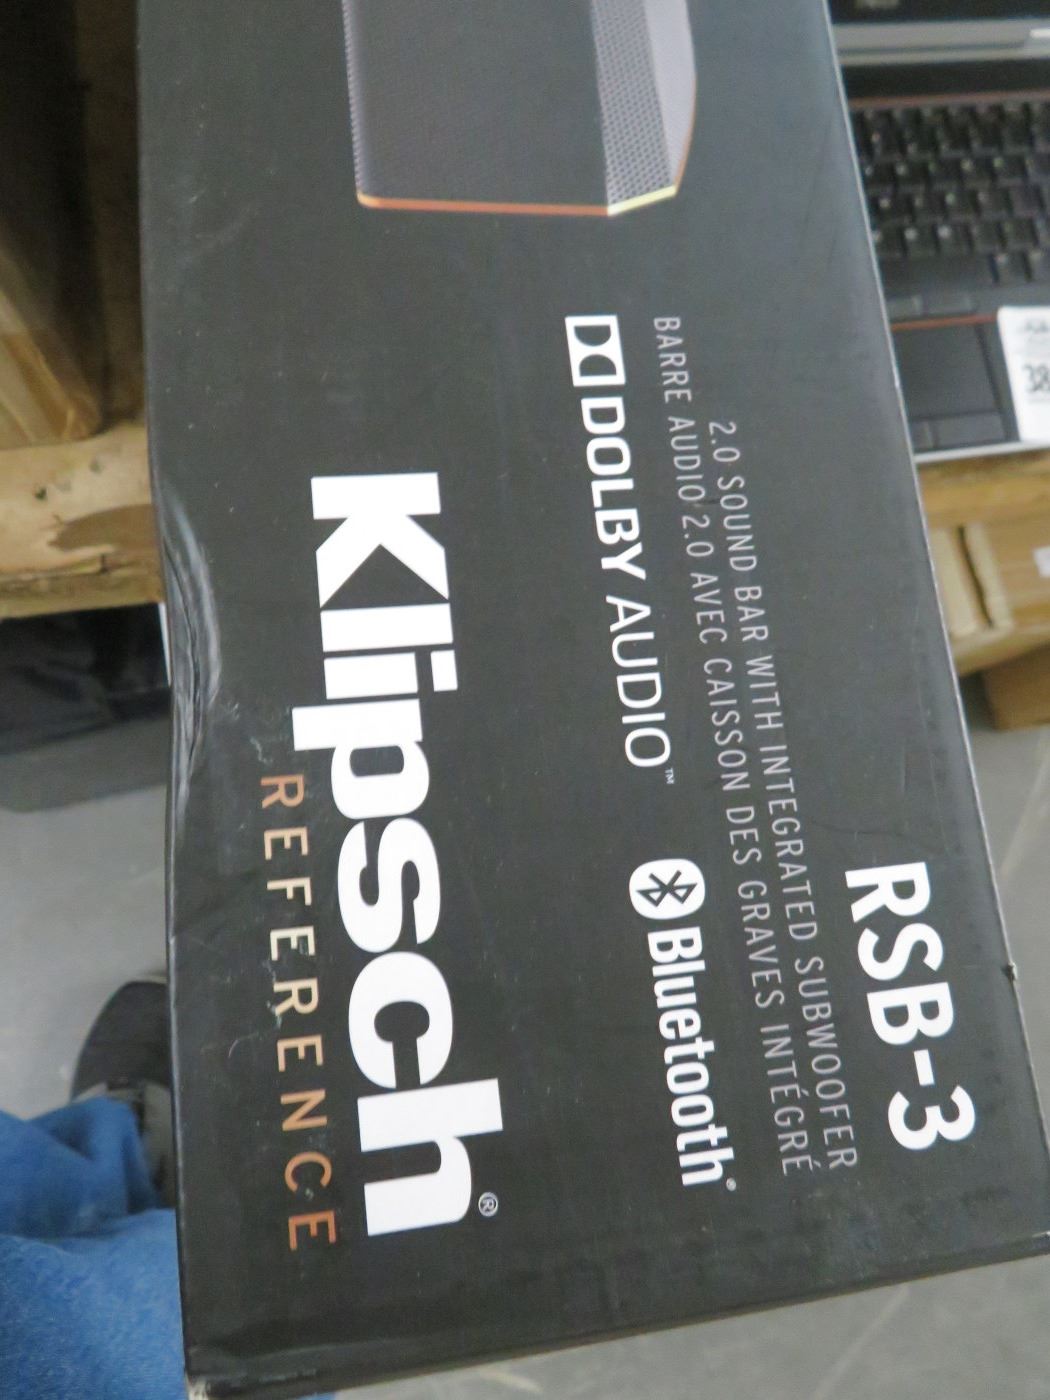 RSB-3
2.0 SOUND BAR WITH INTEGRATED SUBWOOFER
BARRE AUDIO 2.0 AVEC CAISSON DES GRAVES INTÉGRÉ
DOLBY AUDIO™
Bluetooth®
Klipsch®
REFERENCE
38